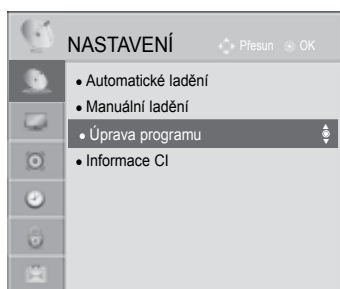 NASTAVENÍ
Přesun OK
• Automatické ladění
• Manuální ladění
• Úprava programu
• Informace CI